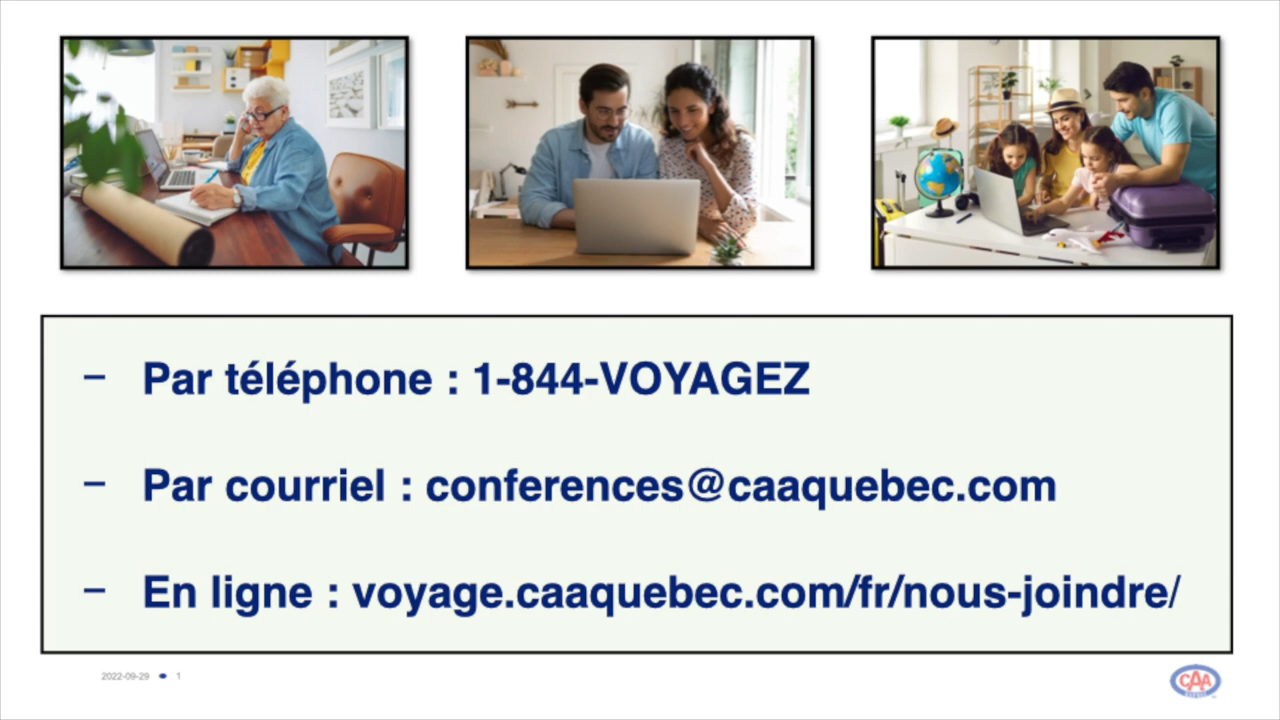 – Par téléphone : 1-844-VOYAGEZ
– Par courriel : conferences@caaquebec.com
– En ligne : voyage.caaquebec.com/fr/nous-joindre/
2022-09-29 • 1
CAA